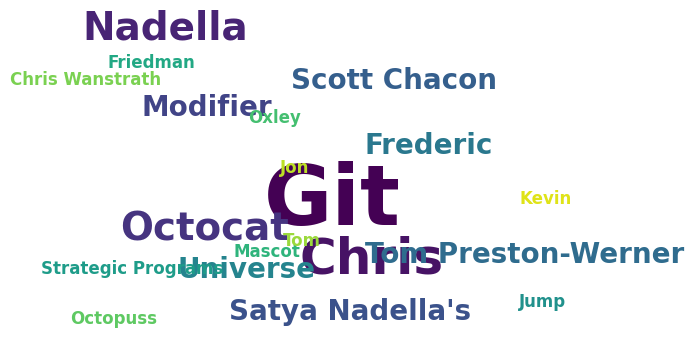 Nadella
Friedman
Chris Wanstrath
Scott Chacon
Modifier
Oxley
Frederic
Jon
Git
Kevin
Octocat
Tom
Mascot
Chris
Tom Preston-Werner
Strategic Programs
Universe
Jump
Satya Nadella's
Octopuss